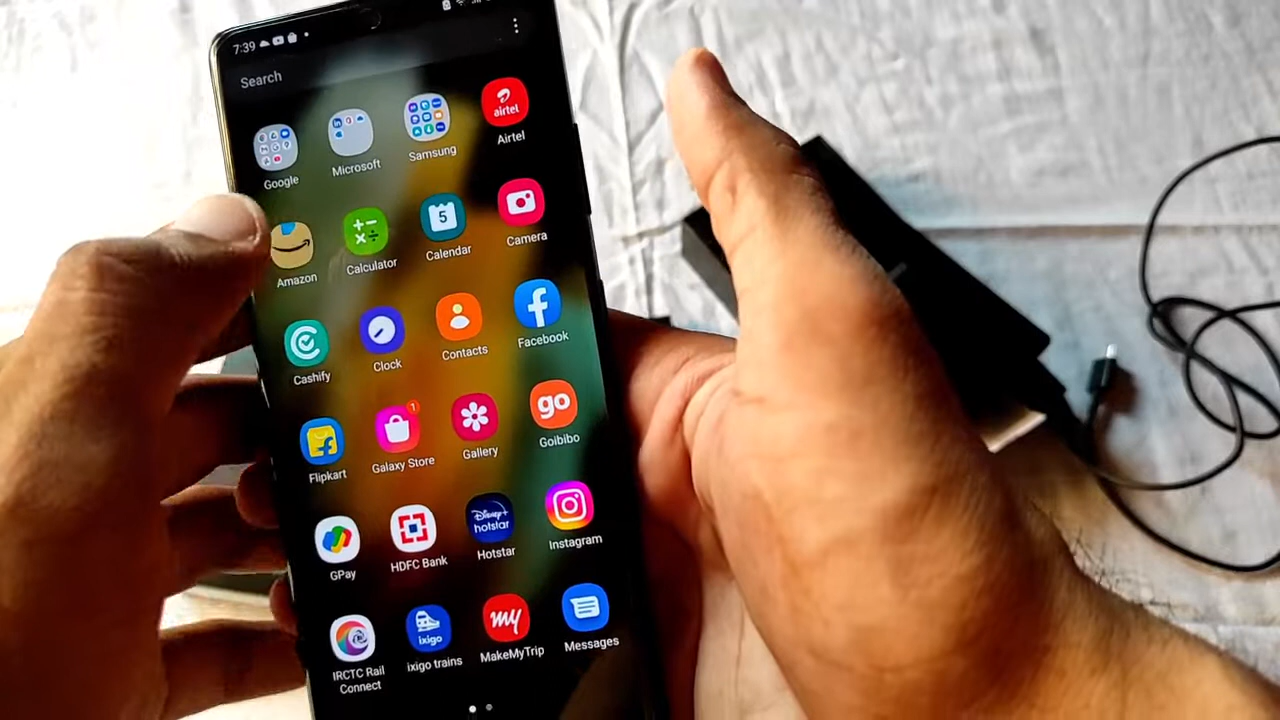 7:39
Search
airtel
Google
Microsoft
Samsung
Airtel
5
Amazon
Calculator
Calendar
Camera
Cashify
Clock
Contacts
Facebook
1
go
Flipkart
Galaxy Store
Gallery
Goibibo
Disney+
hotstar
GPay
HDFC Bank
Hotstar
Instagram
ixigo
my
IRCTC Rail
Connect
ixigo trains
MakeMyTrip
Messages